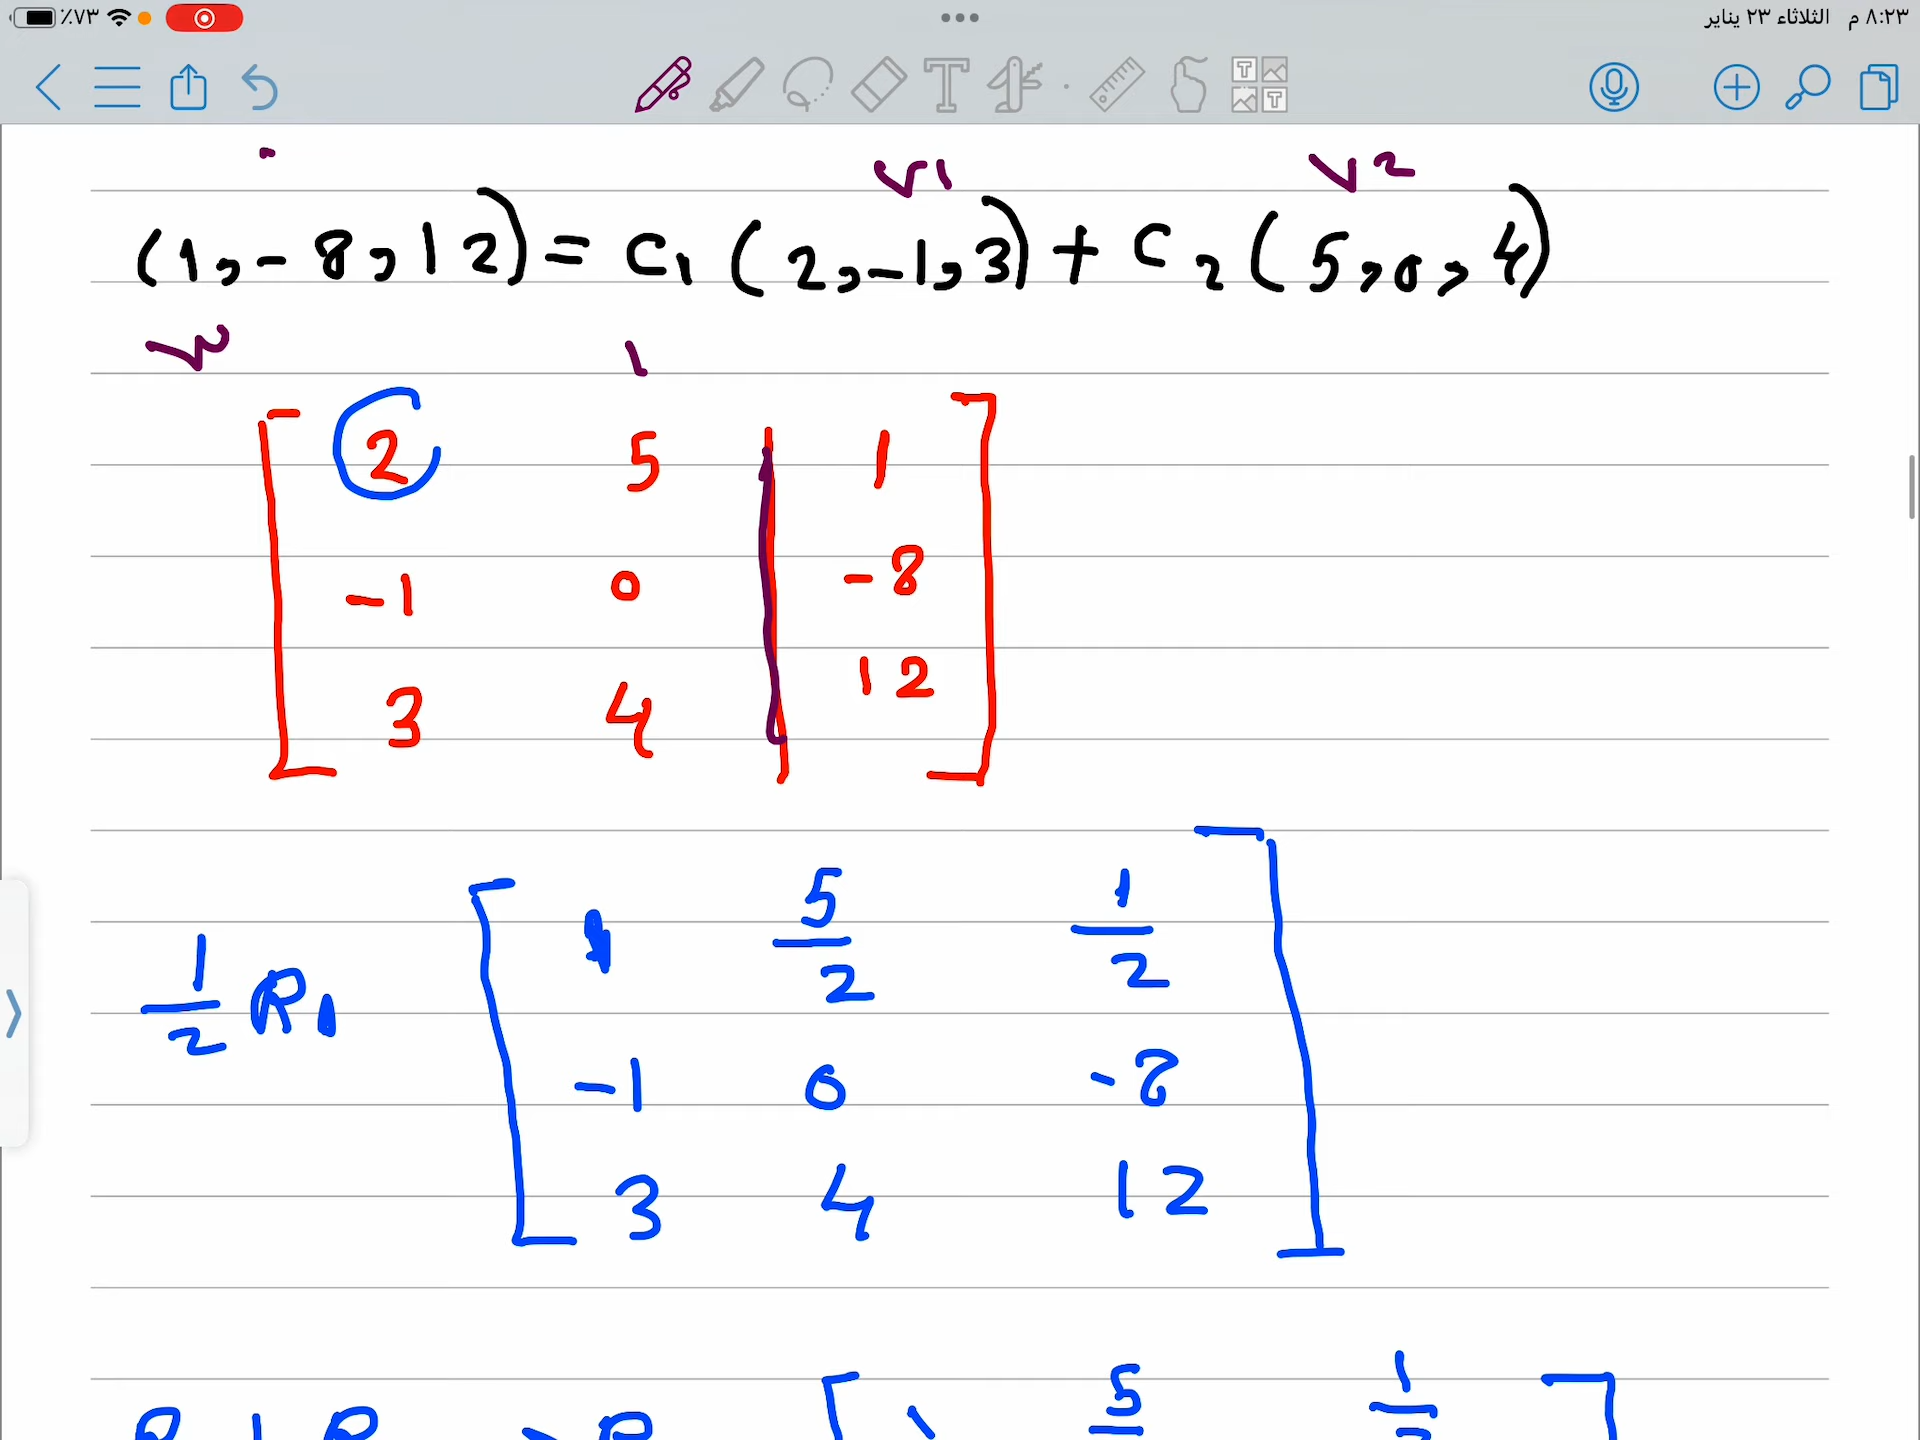 ٪٧٣ الثلاثاء ٢٣ يناير ٨:٢٣ م
v1 v2
(1,-8,12) = c1 (2,-1,3) + c2 (5,0,4)
w
2 5 | 1
-1 0 | -8
3 4 | 12
1/2 R1
1 5/2 1/2
-1 0 -8
3 4 12
5 1